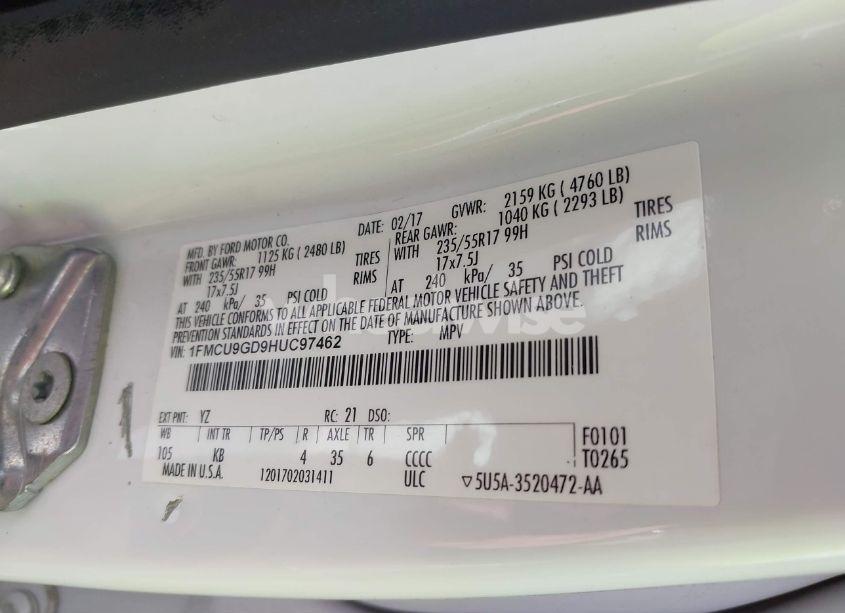 MFD. BY FORD MOTOR CO. DATE: 02/17 GVWR: 2159 KG ( 4760 LB)
FRONT GAWR: 1125 KG ( 2480 LB) REAR GAWR: 1040 KG ( 2293 LB)
WITH 235/55R17 99H TIRES WITH 235/55R17 99H TIRES
17x7.5J RIMS 17x7.5J RIMS
AT 240 kPa/ 35 PSI COLD AT 240 kPa/ 35 PSI COLD
THIS VEHICLE CONFORMS TO ALL APPLICABLE FEDERAL MOTOR VEHICLE SAFETY AND THEFT
PREVENTION STANDARDS IN EFFECT ON THE DATE OF MANUFACTURE SHOWN ABOVE.
VIN: 1FMCU9GD9HUC97462 TYPE: MPV
EXT PNT: YZ RC: 21 DSO:
WB INT TR TP/PS R AXLE TR SPR F0101
105 KB 4 35 6 CCCC T0265
MADE IN U.S.A. 1201702031411 ULC ▽5U5A-3520472-AA